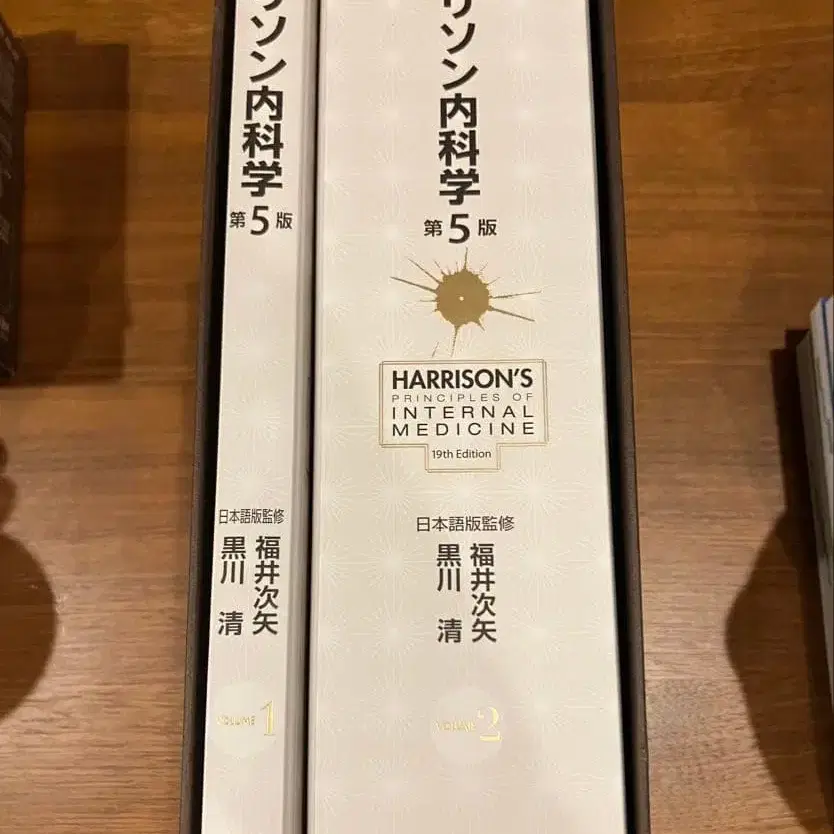 リソン内科学
第5版
日本語版監修
福井次矢
黒川 清
VOLUME 1
リソン内科学
第5版
HARRISON'S
PRINCIPLES OF
INTERNAL
MEDICINE
19th Edition
日本語版監修
福井次矢
黒川 清
VOLUME 2